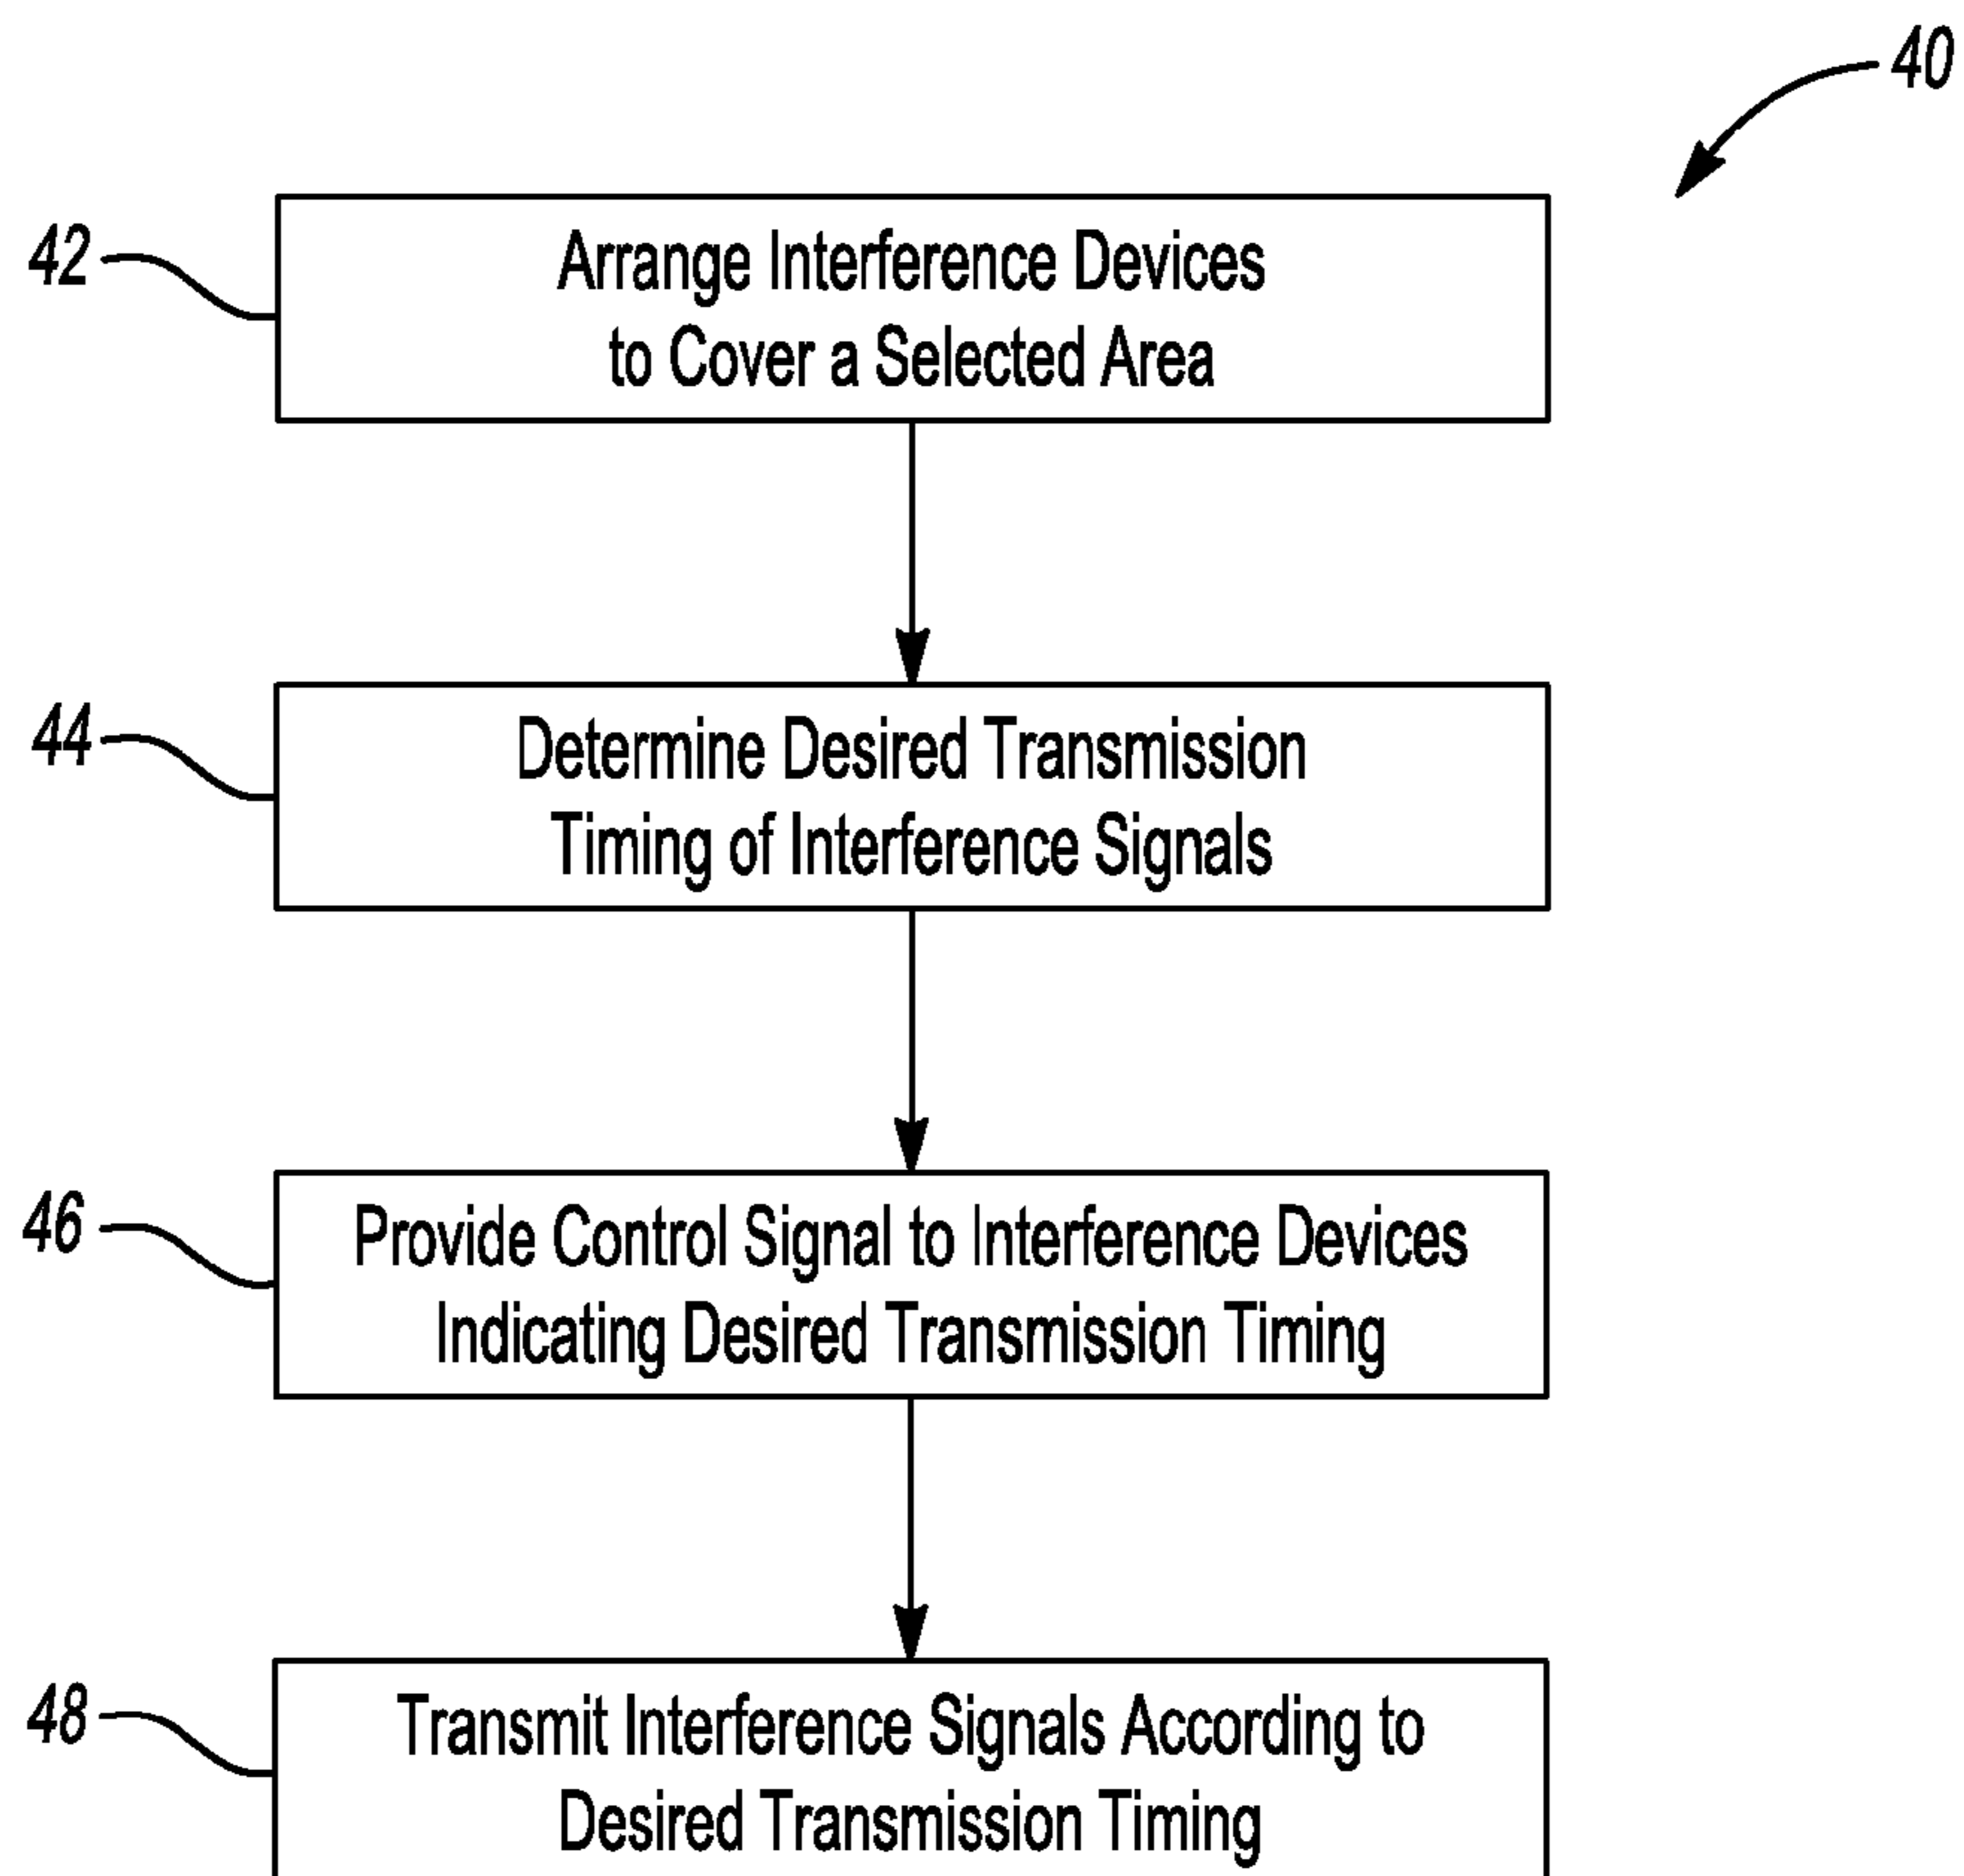 40
42
Arrange Interference Devices
to Cover a Selected Area
44
Determine Desired Transmission
Timing of Interference Signals
46
Provide Control Signal to Interference Devices
Indicating Desired Transmission Timing
48
Transmit Interference Signals According to
Desired Transmission Timing